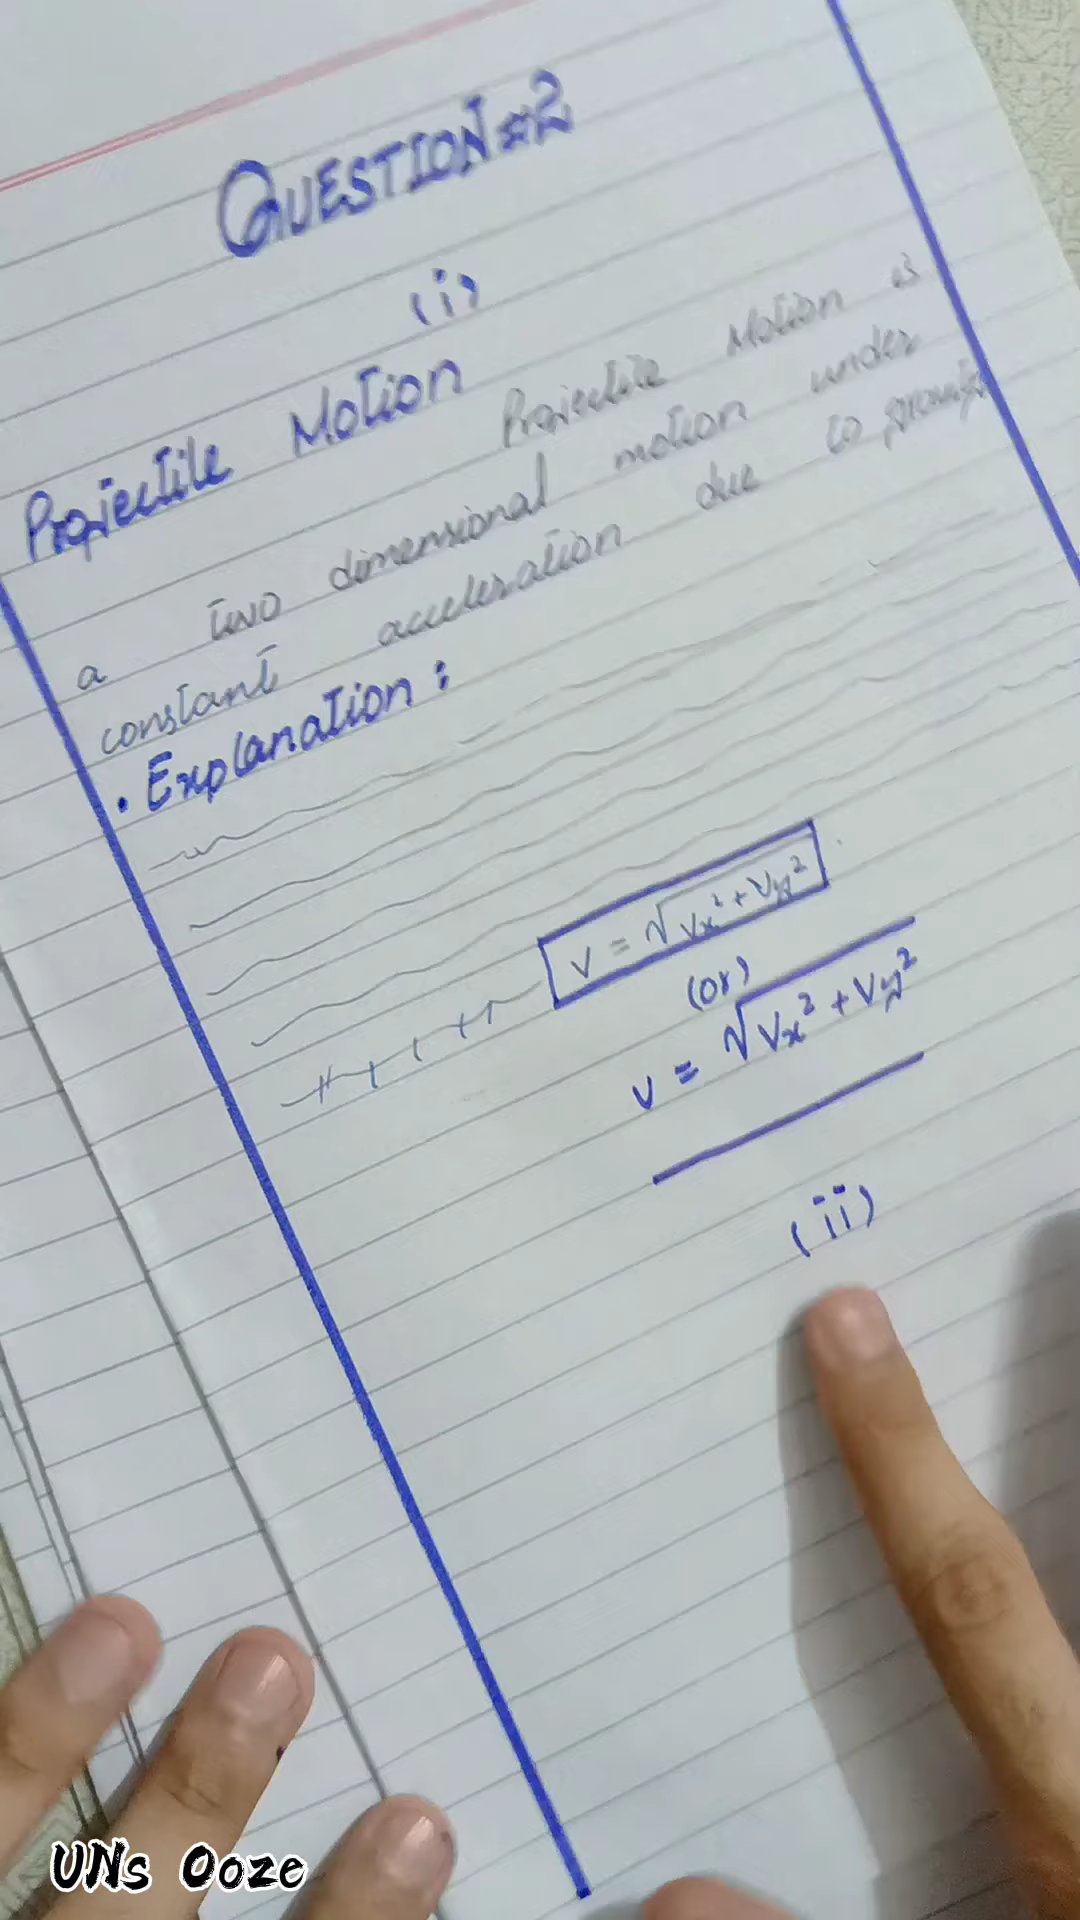 QUESTION #2
(i)
Projectile Motion
Projectile Motion is
a two dimensional motion under
constant acceleration due to gravity
• Explanation :
v = √Vx² + Vy²
(or)
v = √Vx² + Vy²
(ii)
UNs Ooze